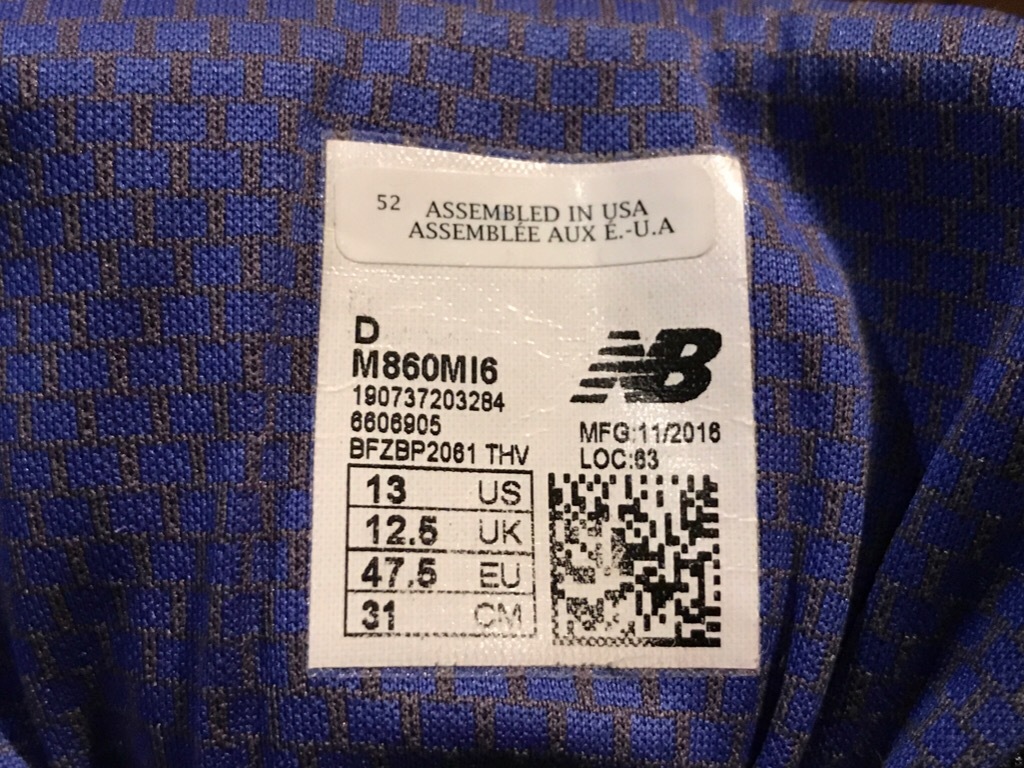 52 ASSEMBLED IN USA
ASSEMBLÉE AUX É.-U.A
D
M860MI6
190737203284
6606905
BFZBP2061 THV
NB
MFG:11/2016
LOC:63
13 US
12.5 UK
47.5 EU
31 CM